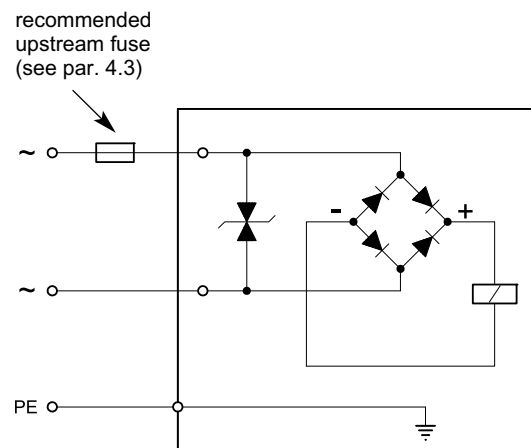 recommended
upstream fuse
(see par. 4.3)
~
- +
~
PE